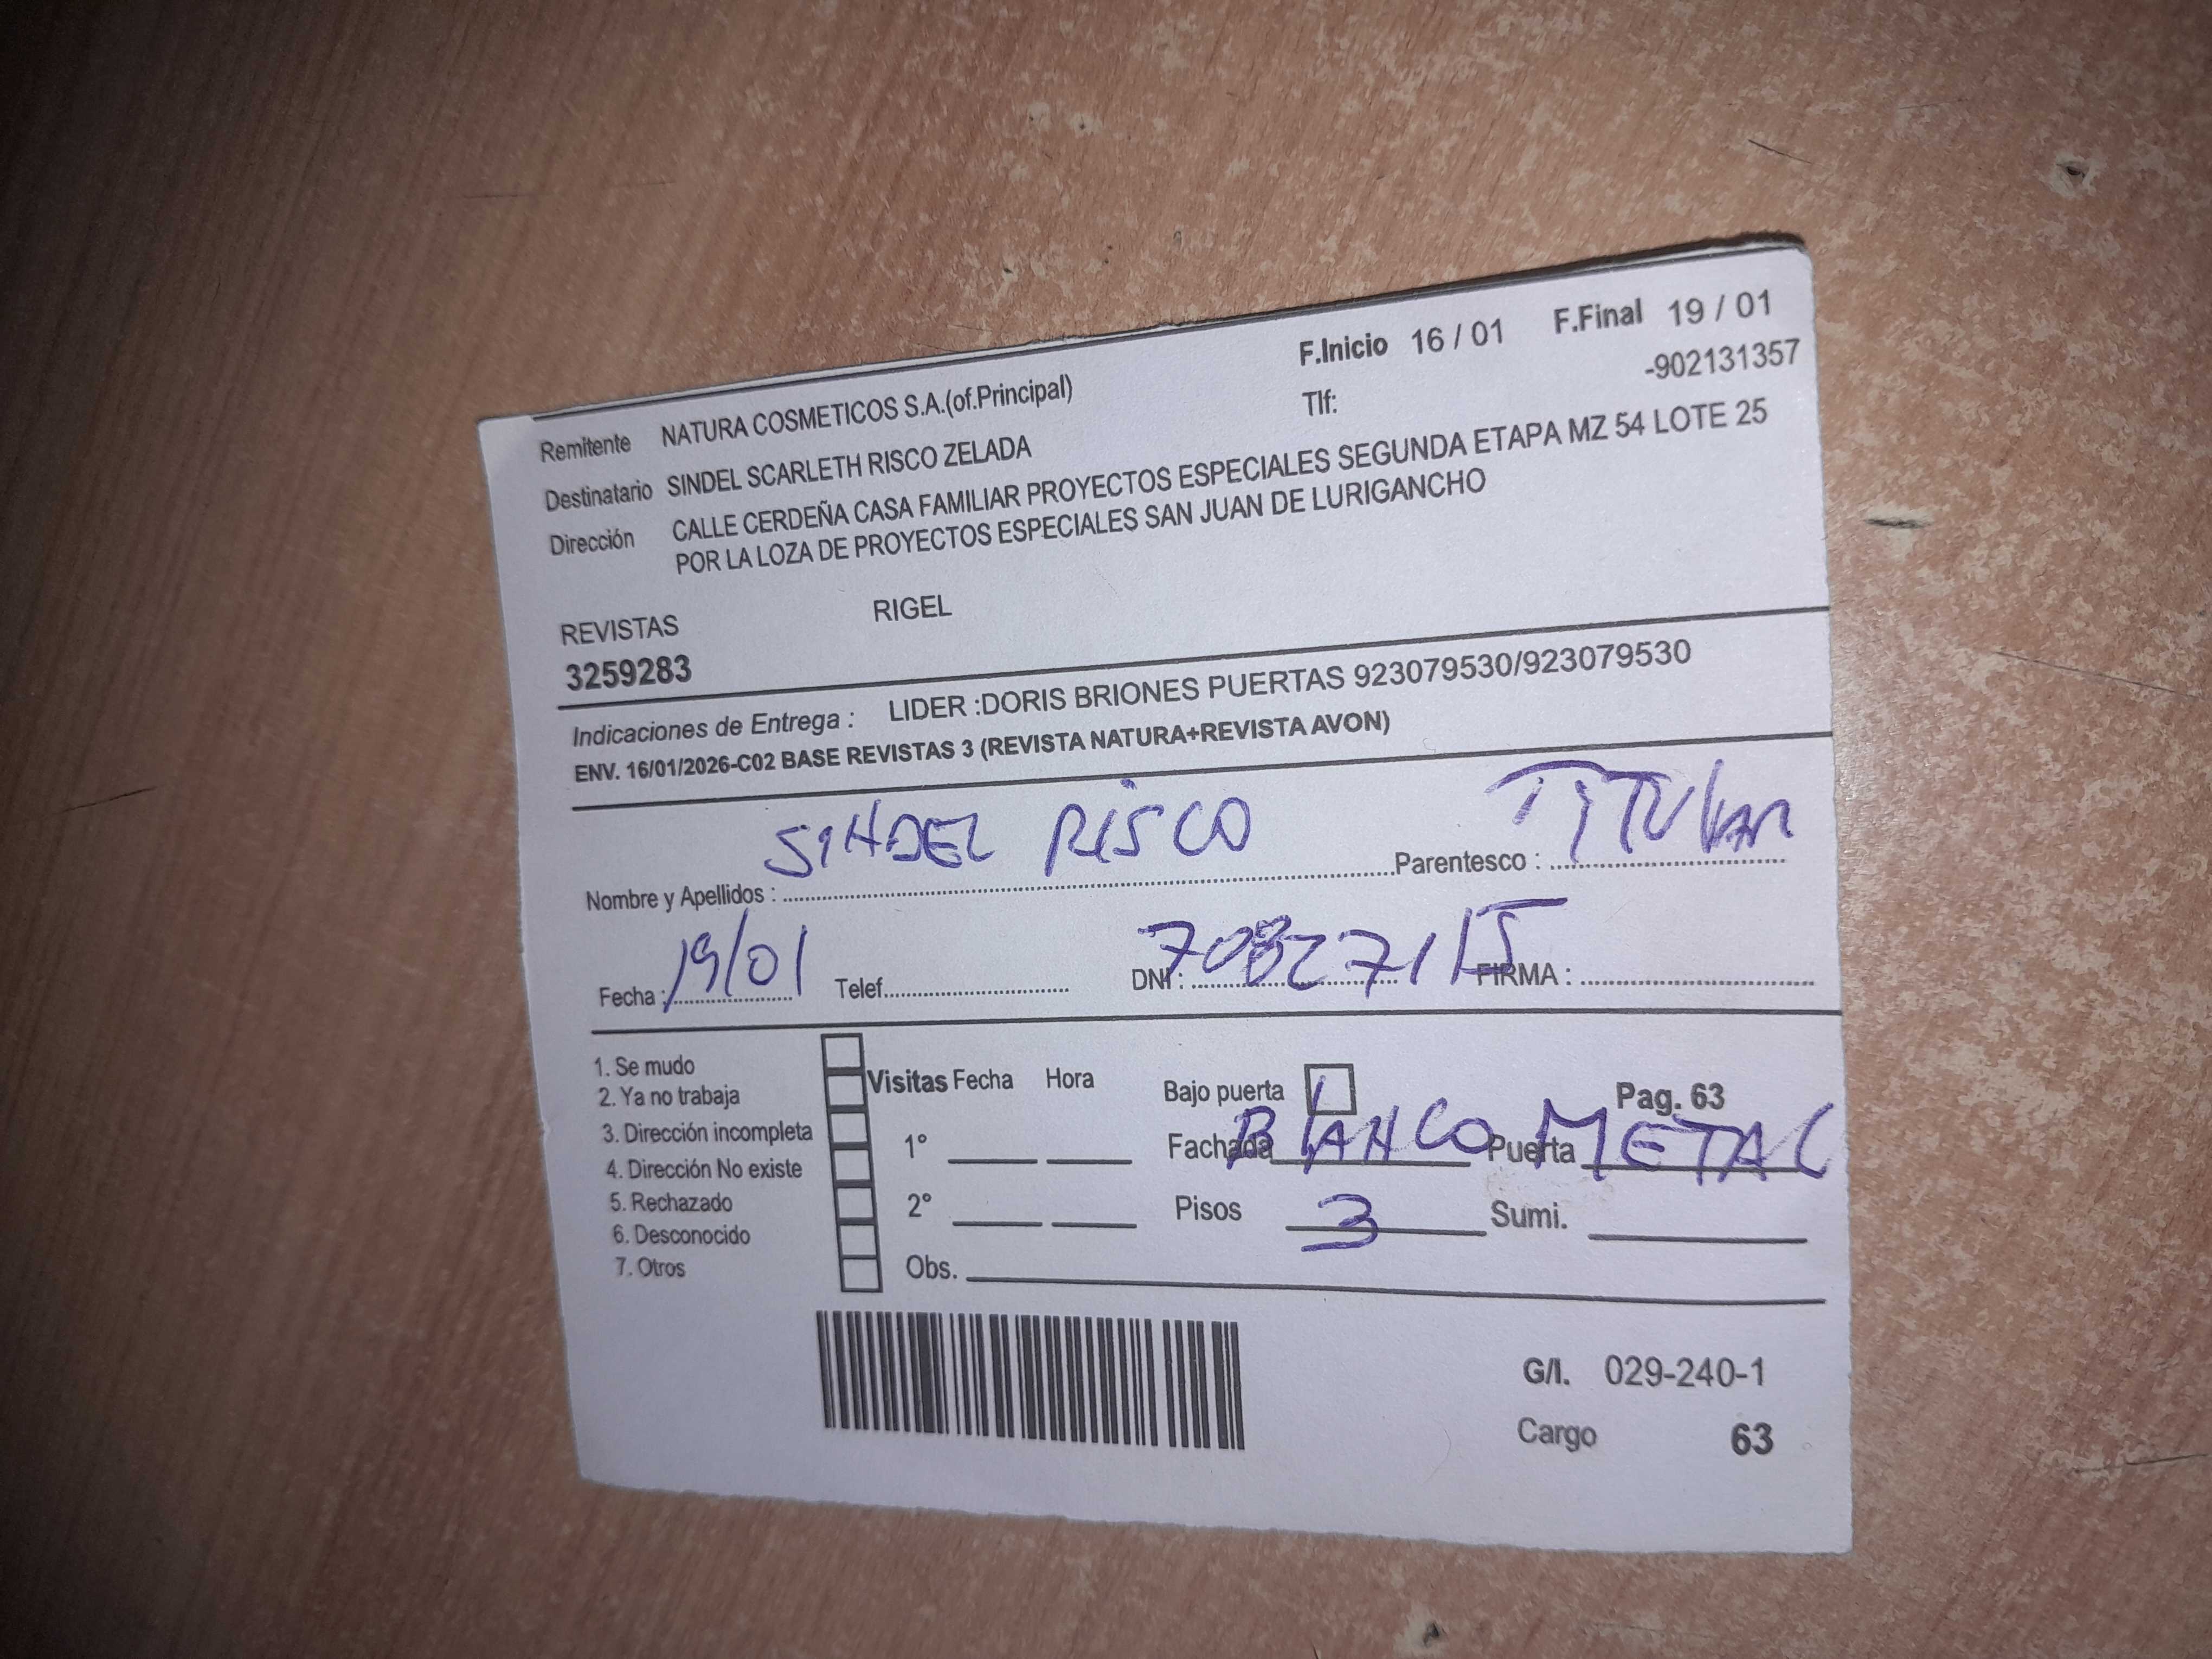 F.Inicio 16 / 01 F.Final 19 / 01
Remitente NATURA COSMETICOS S.A.(of.Principal) Tlf: -902131357
Destinatario SINDEL SCARLETH RISCO ZELADA
Dirección CALLE CERDEÑA CASA FAMILIAR PROYECTOS ESPECIALES SEGUNDA ETAPA MZ 54 LOTE 25
POR LA LOZA DE PROYECTOS ESPECIALES SAN JUAN DE LURIGANCHO
REVISTAS RIGEL
3259283
Indicaciones de Entrega : LIDER :DORIS BRIONES PUERTAS 923079530/923079530
ENV. 16/01/2026-C02 BASE REVISTAS 3 (REVISTA NATURA+REVISTA AVON)
Nombre y Apellidos : SINDEL RISCO Parentesco : TITULAR
Fecha : 19/01 Telef. DNI : FIRMA :
1. Se mudo
2. Ya no trabaja
3. Dirección incompleta
4. Dirección No existe
5. Rechazado
6. Desconocido
7. Otros
Visitas Fecha Hora
1°
2°
Obs.
Bajo puerta Pag. 63
Fachada BLANCO Puerta METAL
Pisos 3 Sumi.
G/I. 029-240-1
Cargo 63